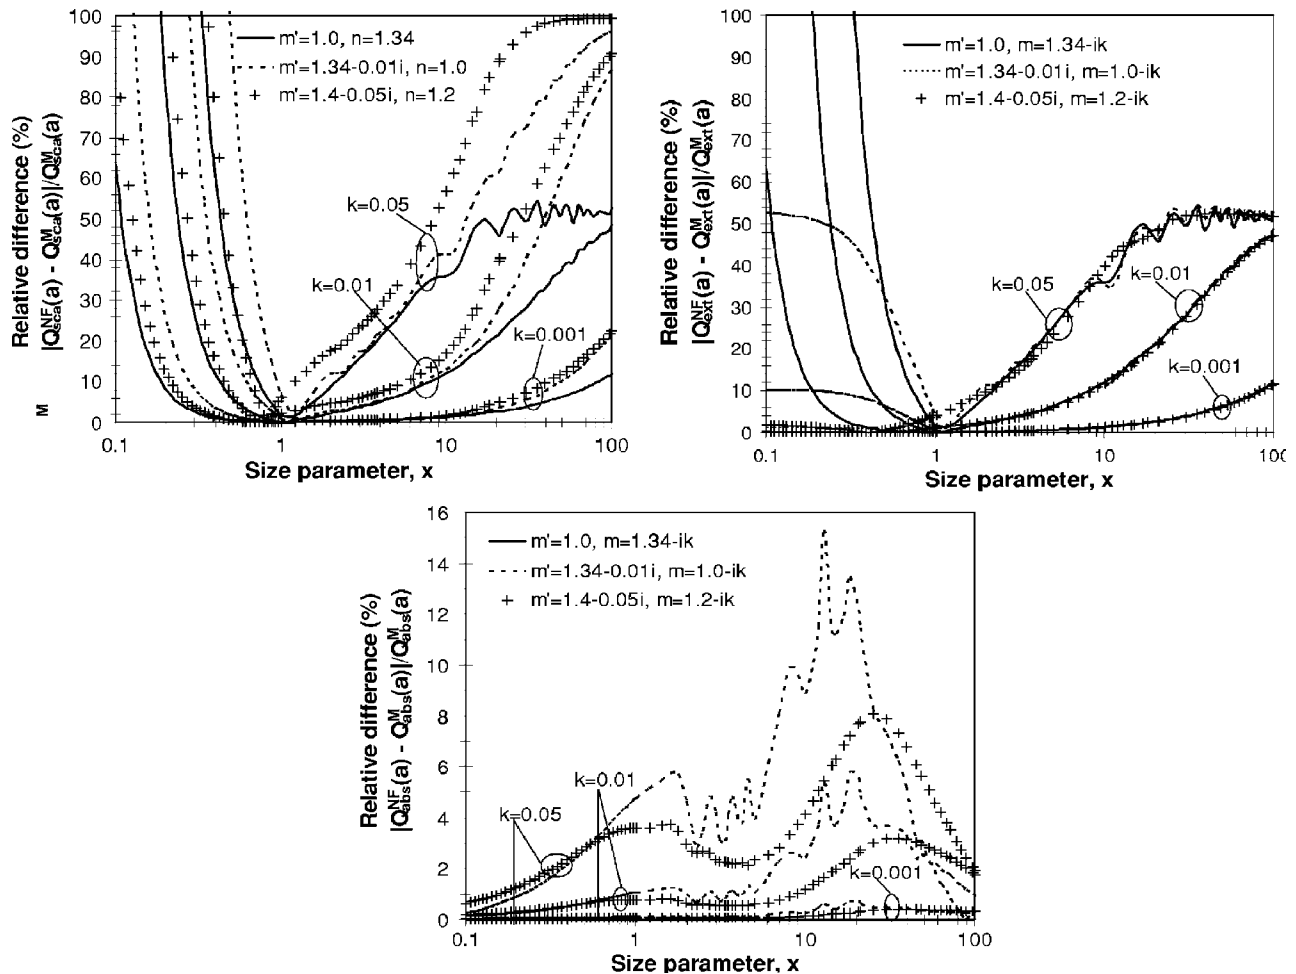 Relative difference (%)
|Q^NF_sca(a) - Q^M_sca(a)|/Q^M_sca(a)
M
100
90
80
70
60
50
40
30
20
10
0
m'=1.0, n=1.34
m'=1.34-0.01i, n=1.0
m'=1.4-0.05i, n=1.2
k=0.05
k=0.01
k=0.001
0.1
1
10
100
Size parameter, x
Relative difference (%)
|Q^NF_ext(a) - Q^M_ext(a)|/Q^M_ext(a)
100
90
80
70
60
50
40
30
20
10
0
m'=1.0, m=1.34-ik
m'=1.34-0.01i, m=1.0-ik
m'=1.4-0.05i, m=1.2-ik
k=0.05
k=0.01
k=0.001
0.1
1
10
100
Size parameter, x
Relative difference (%)
|Q^NF_abs(a) - Q^M_abs(a)|/Q^M_abs(a)
16
14
12
10
8
6
4
2
0
m'=1.0, m=1.34-ik
m'=1.34-0.01i, m=1.0-ik
m'=1.4-0.05i, m=1.2-ik
k=0.01
k=0.05
k=0.001
0.1
1
10
100
Size parameter, x